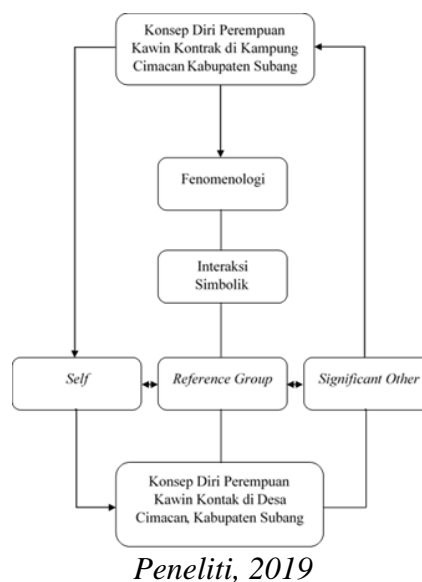 Konsep Diri Perempuan
Kawin Kontrak di Kampung
Cimacan Kabupaten Subang
Fenomenologi
Interaksi
Simbolik
Self
Reference Group
Significant Other
Konsep Diri Perempuan
Kawin Kontak di Desa
Cimacan, Kabupaten Subang
Peneliti, 2019